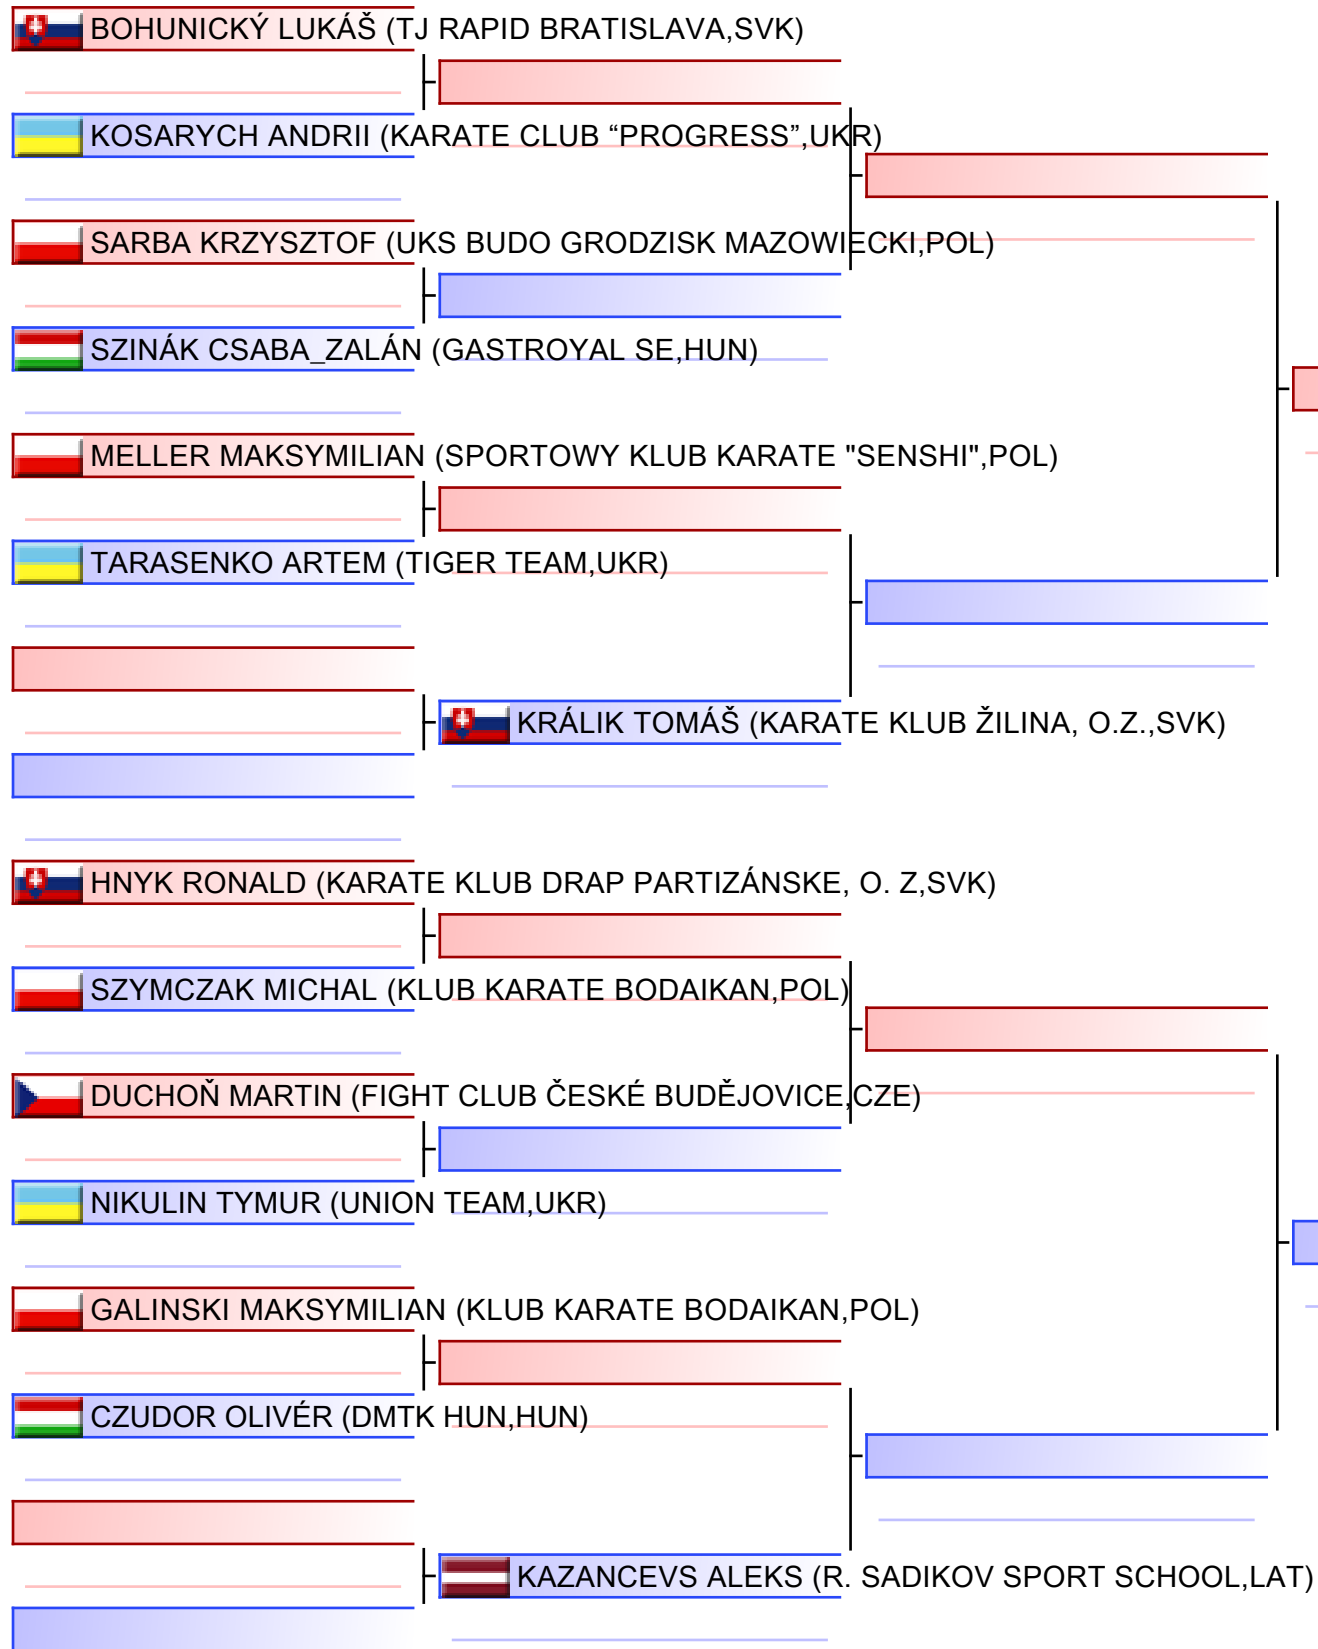 BOHUNICKÝ LUKÁŠ (TJ RAPID BRATISLAVA,SVK)
KOSARYCH ANDRII (KARATE CLUB “PROGRESS”,UKR)
SARBA KRZYSZTOF (UKS BUDO GRODZISK MAZOWIECKI,POL)
SZINÁK CSABA_ZALÁN (GASTROYAL SE,HUN)
MELLER MAKSYMILIAN (SPORTOWY KLUB KARATE "SENSHI",POL)
TARASENKO ARTEM (TIGER TEAM,UKR)
KRÁLIK TOMÁŠ (KARATE KLUB ŽILINA, O.Z.,SVK)
HNYK RONALD (KARATE KLUB DRAP PARTIZÁNSKE, O. Z,SVK)
SZYMCZAK MICHAL (KLUB KARATE BODAIKAN,POL)
DUCHOŇ MARTIN (FIGHT CLUB ČESKÉ BUDĚJOVICE,CZE)
NIKULIN TYMUR (UNION TEAM,UKR)
GALINSKI MAKSYMILIAN (KLUB KARATE BODAIKAN,POL)
CZUDOR OLIVÉR (DMTK HUN,HUN)
KAZANCEVS ALEKS (R. SADIKOV SPORT SCHOOL,LAT)